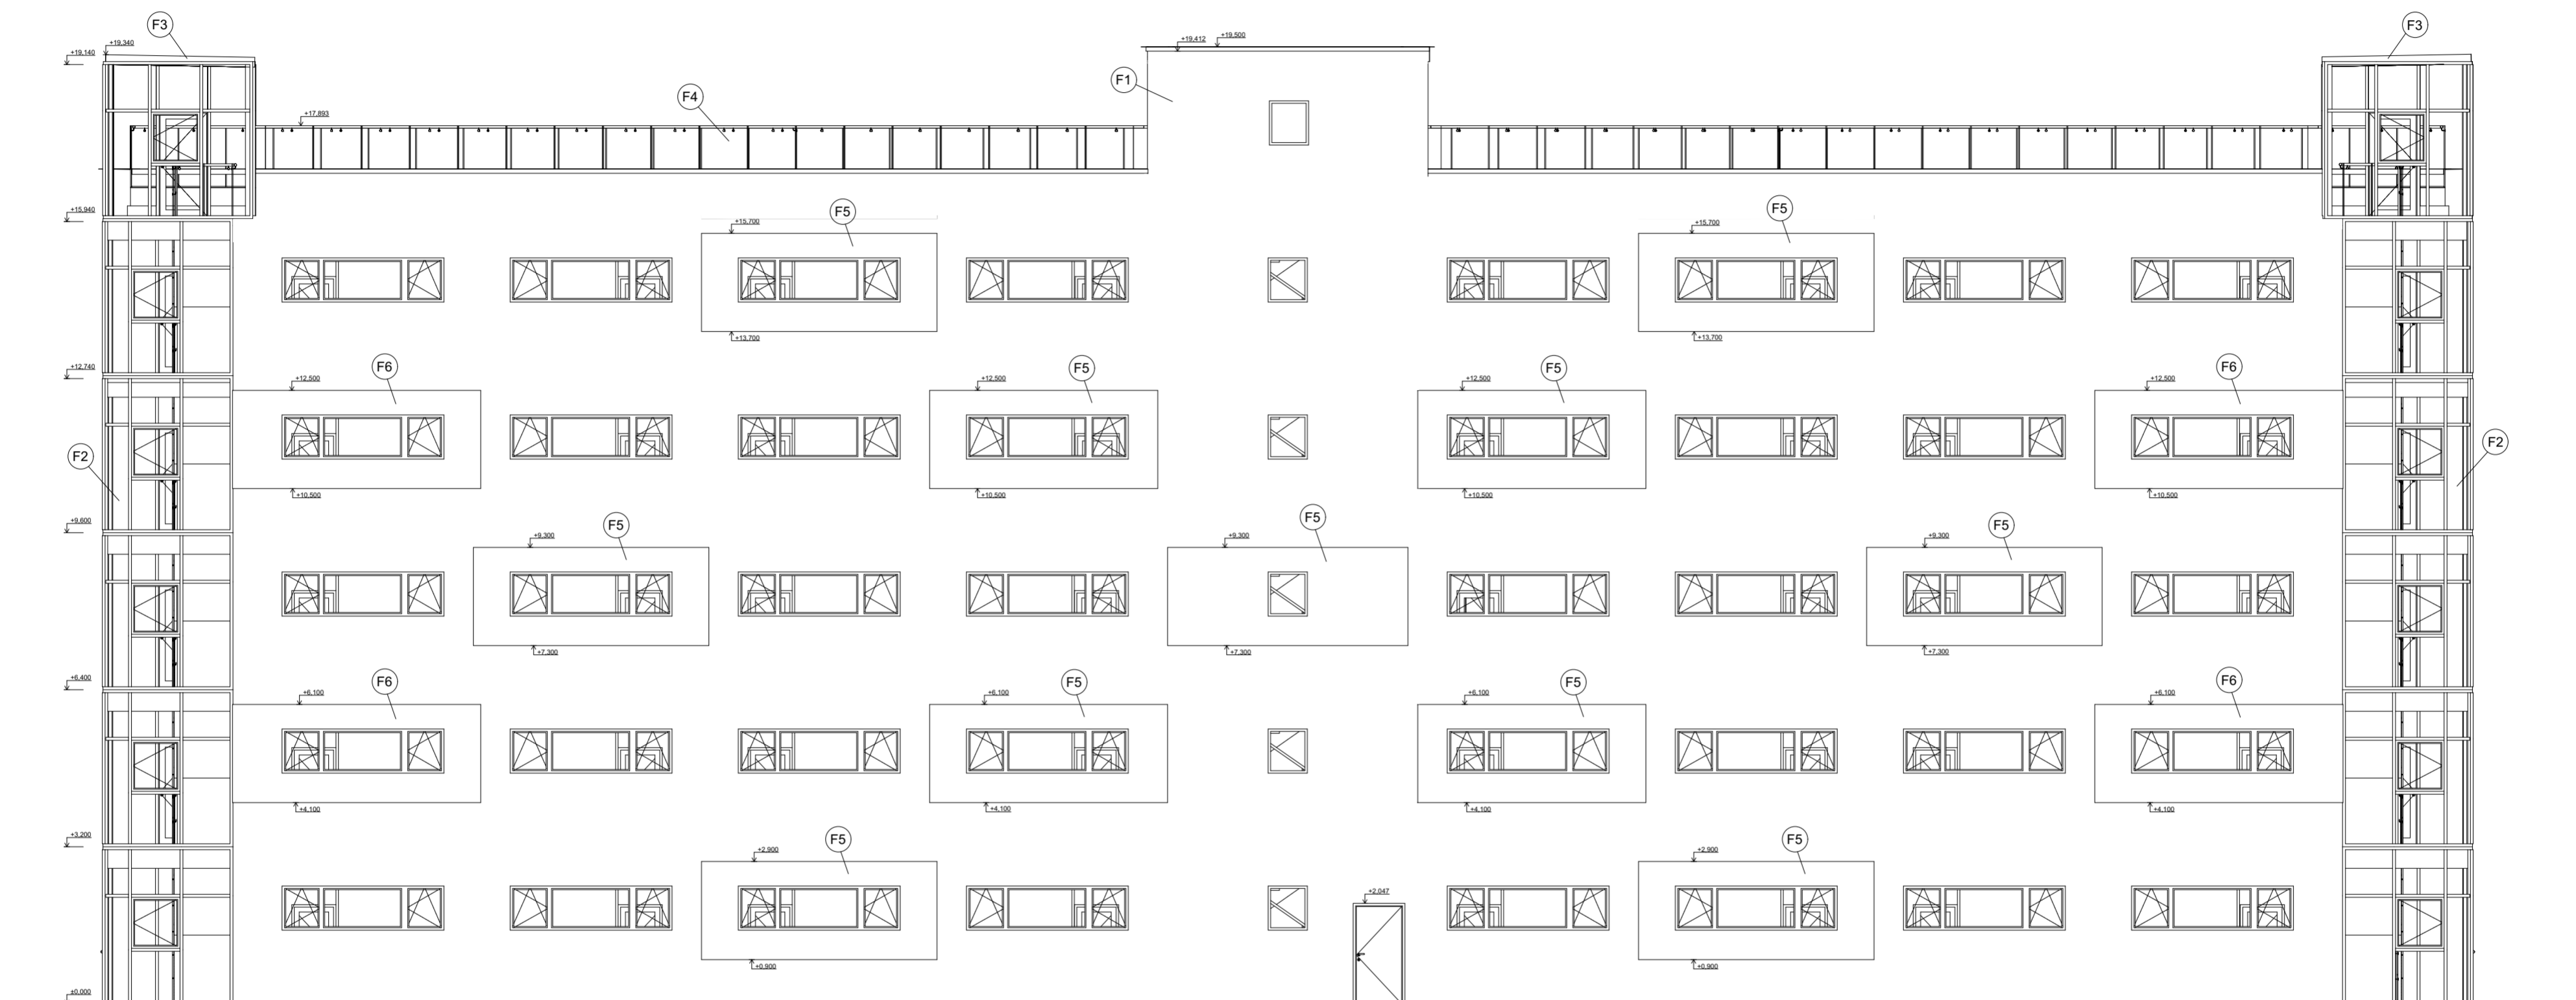 F3
F3
+19,340
+19,412
+19,500
+19,140
F1
F4
+17,893
+15,940
F5
F5
+15,700
+15,700
+13,700
+13,700
+12,740
F6
F5
F5
F6
+12,500
+12,500
+12,500
+12,500
F2
F2
+10,500
+10,500
+10,500
+10,500
+9,600
F5
F5
F5
+9,300
+9,300
+9,300
+7,300
+7,300
+7,300
+6,400
F6
F5
F5
F6
+6,100
+6,100
+6,100
+6,100
+4,100
+4,100
+4,100
+4,100
+3,200
F5
F5
+2,900
+2,900
+2,047
+0,900
+0,900
±0,000